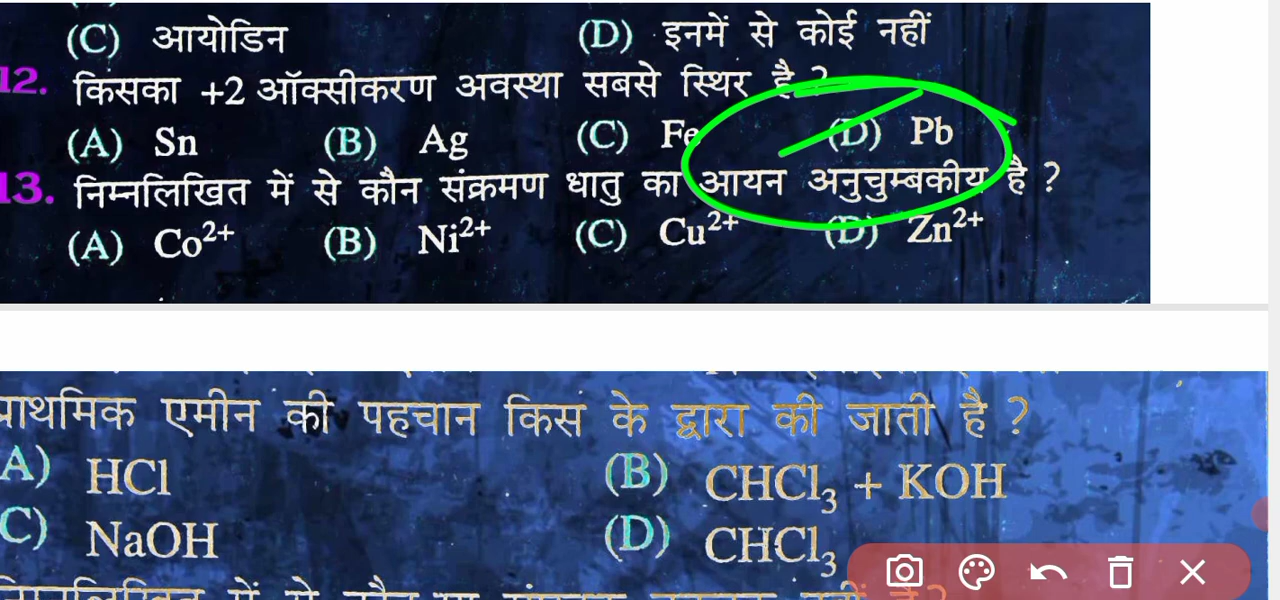 (C) आयोडिन (D) इनमें से कोई नहीं
12. किसका +2 ऑक्सीकरण अवस्था सबसे स्थिर है ?
(A) Sn (B) Ag (C) Fe (D) Pb
13. निम्नलिखित में से कौन संक्रमण धातु का आयन अनुचुम्बकीय है ?
(A) Co²⁺ (B) Ni²⁺ (C) Cu²⁺ (D) Zn²⁺
प्राथमिक एमीन की पहचान किस के द्वारा की जाती है ?
A) HCl (B) CHCl₃ + KOH
C) NaOH (D) CHCl₃